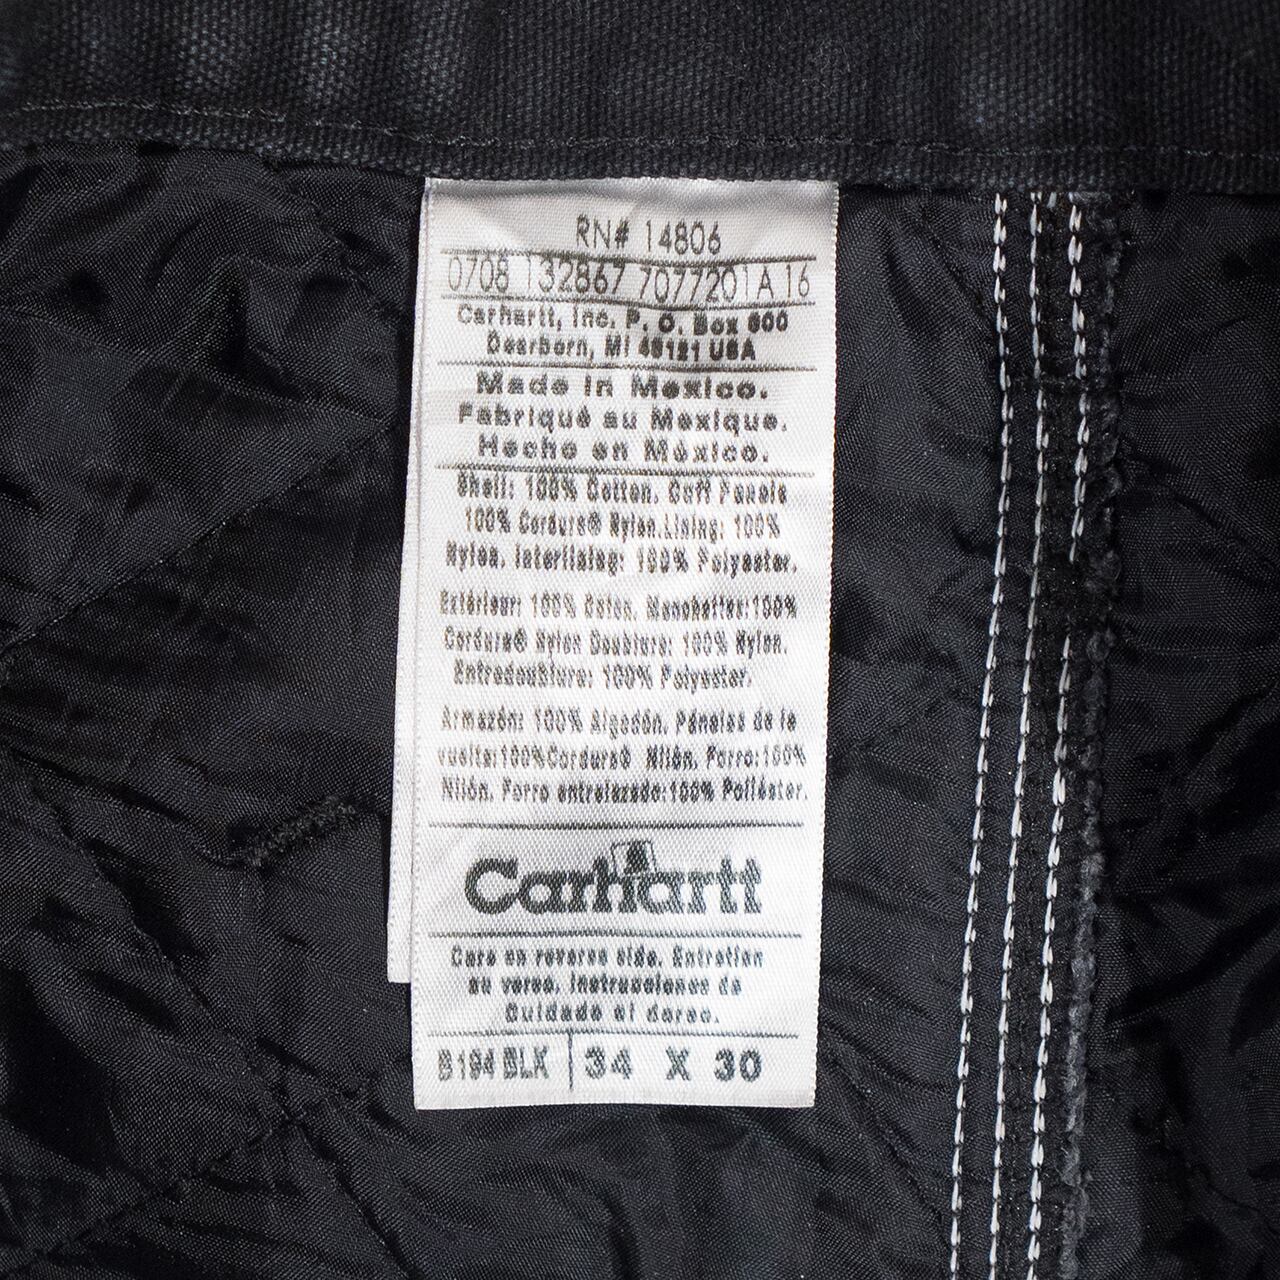 RN# 14806
0708 132867 7077201A 16
Carhartt, Inc. P. O. Box 600
Dearborn, MI 48121 USA
Made in Mexico.
Fabriqué au Mexique.
Hecho en México.
Shell: 100% Cotton. Cuff Panels
100% Cordura® Nylon.Lining: 100%
Nylon. Interlining: 100% Polyester.
Extérieur: 100% Coton. Manchettes:100%
Cordura® Nylon Doublure: 100% Nylon.
Entredoublure: 100% Polyester.
Armazón: 100% Algodón. Páneles de la
vuelta:100%Cordura® Nilón. Forro:100%
Nilón. Forro entrelazado:100% Poliéster.
Carhartt
Care on reverse side. Entretien
au verso. Instrucciones de
Cuidado al dorso.
B194 BLK 34 X 30